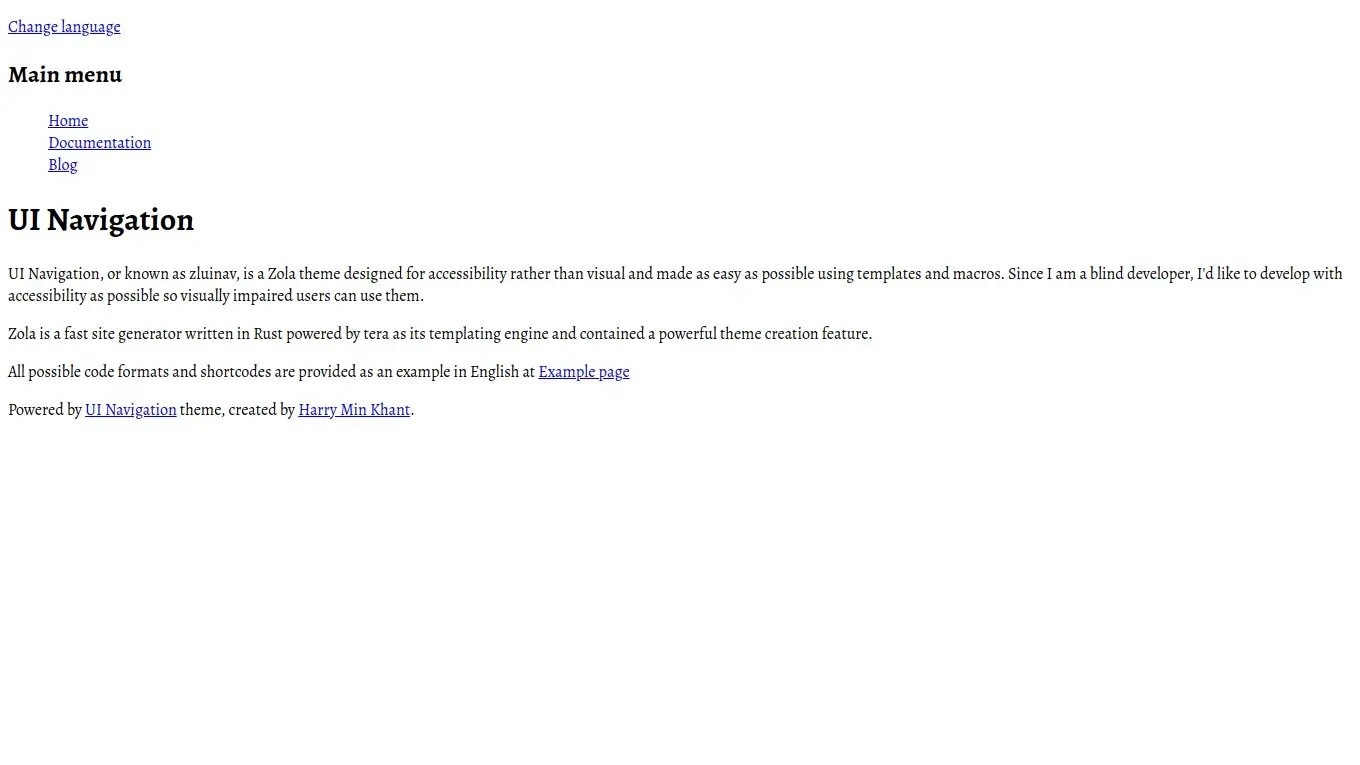 Change language
Main menu
Home
Documentation
Blog
UI Navigation
UI Navigation, or known as zluinav, is a Zola theme designed for accessibility rather than visual and made as easy as possible using templates and macros. Since I am a blind developer, I'd like to develop with
accessibility as possible so visually impaired users can use them.
Zola is a fast site generator written in Rust powered by tera as its templating engine and contained a powerful theme creation feature.
All possible code formats and shortcodes are provided as an example in English at Example page
Powered by UI Navigation theme, created by Harry Min Khant.